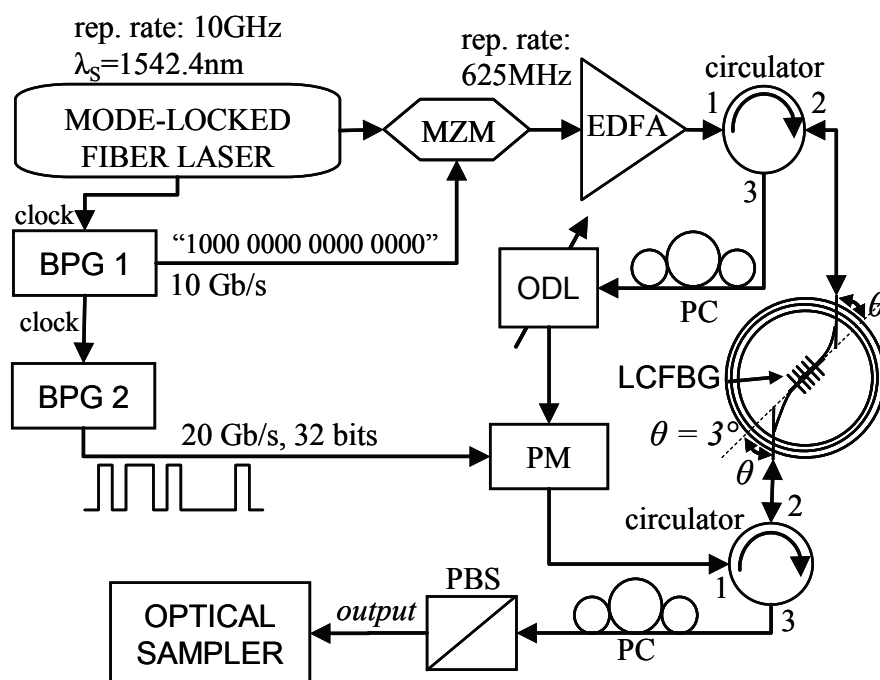 rep. rate: 10GHz
λS=1542.4nm
rep. rate:
625MHz
circulator
1
2
3
MODE-LOCKED
FIBER LASER
MZM
EDFA
clock
BPG 1
"1000 0000 0000 0000"
10 Gb/s
ODL
PC
θ
clock
LCFBG
BPG 2
20 Gb/s, 32 bits
PM
θ = 3°
θ
circulator
2
1
3
PBS
output
PC
OPTICAL
SAMPLER